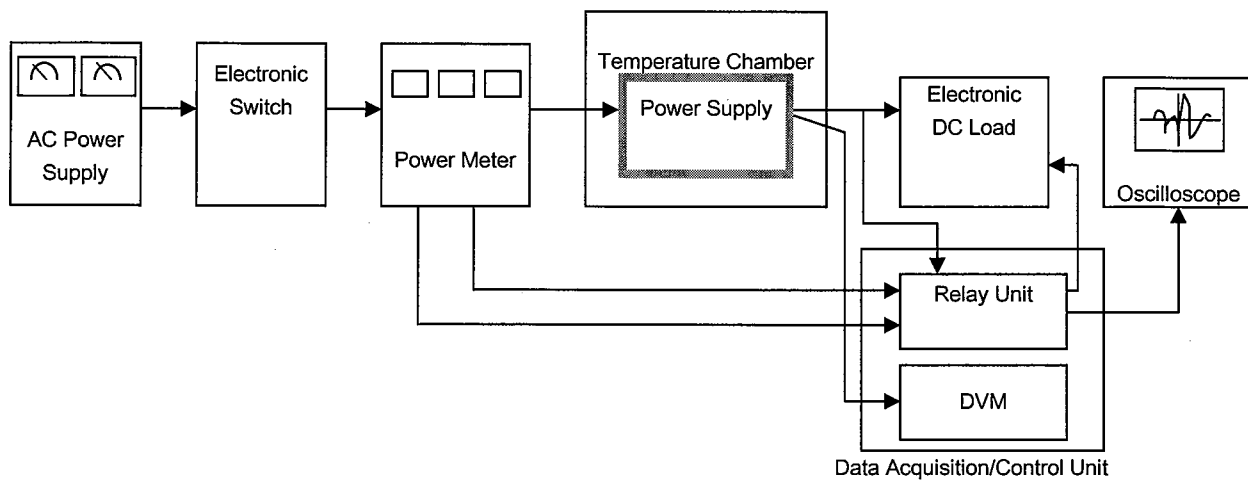 AC Power
Supply
Electronic
Switch
Power Meter
Temperature Chamber
Power Supply
Electronic
DC Load
Oscilloscope
Relay Unit
DVM
Data Acquisition/Control Unit